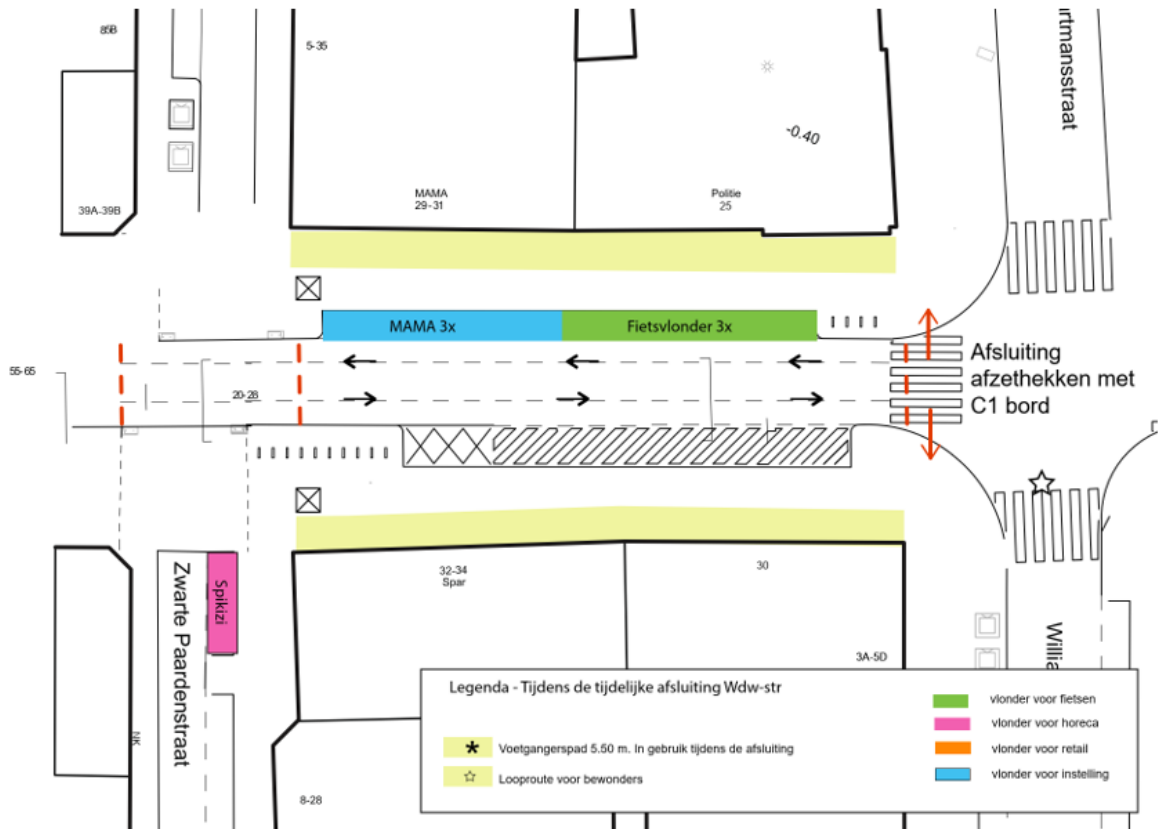 85B
5-35
rtmansstraat
-0.40
39A-39B
MAMA
29-31
Politie
25
MAMA 3x
Fietsvlonder 3x
55-65
20-28
Afsluiting
afzethekken met
C1 bord
32-34
Spar
30
Spikizi
Zwarte Paardenstraat
3A-5D
Willia
NK
8-28
Legenda - Tijdens de tijdelijke afsluiting Wdw-str
Voetgangerspad 5.50 m. In gebruik tijdens de afsluiting
Looproute voor bewonders
vlonder voor fietsen
vlonder voor horeca
vlonder voor retail
vlonder voor instelling